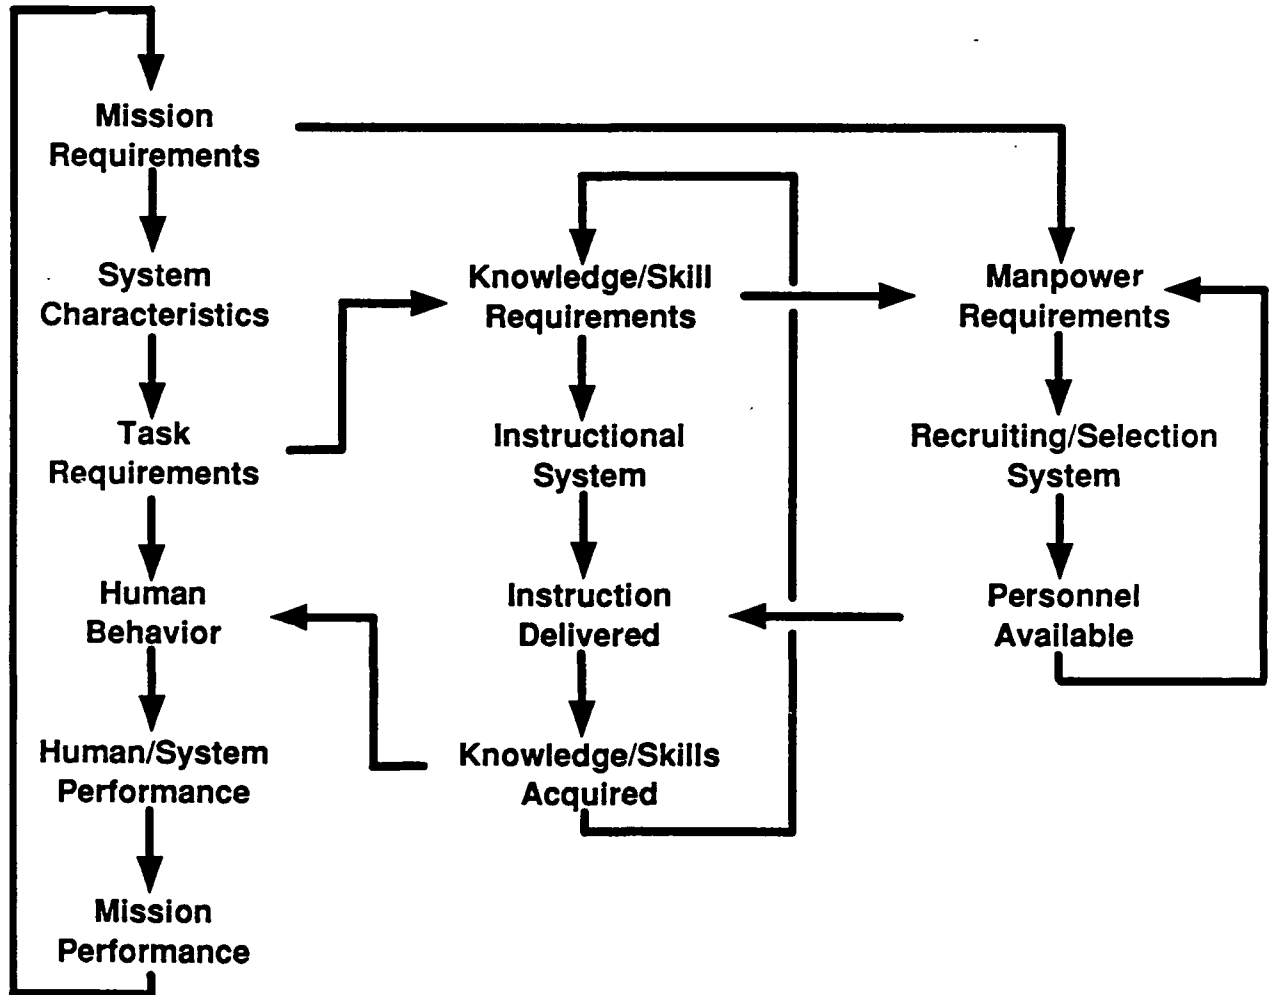 Mission
Requirements
System
Characteristics
Task
Requirements
Human
Behavior
Human/System
Performance
Mission
Performance
Knowledge/Skill
Requirements
Instructional
System
Instruction
Delivered
Knowledge/Skills
Acquired
Manpower
Requirements
Recruiting/Selection
System
Personnel
Available